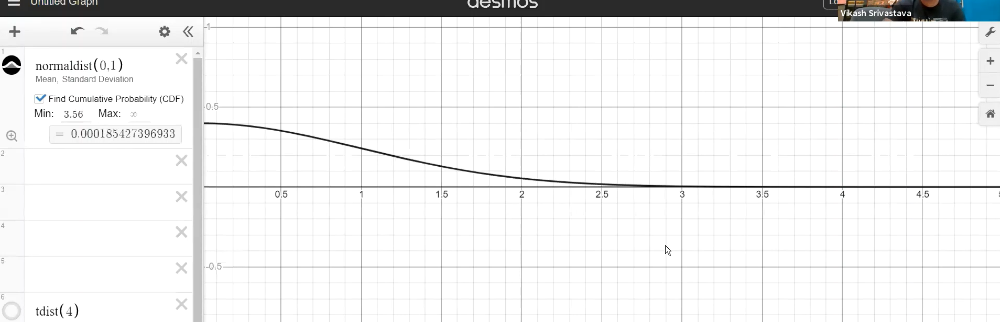 Untitled Graph
desmos
Lo
Vikash Srivastava
1
normaldist(0,1)
Mean, Standard Deviation
Find Cumulative Probability (CDF)
Min: 3.56 Max: ∞
= 0.000185427396933
2
3
4
5
6
tdist(4)
1
0.5
0.5 1 1.5 2 2.5 3 3.5 4 4.5
-0.5